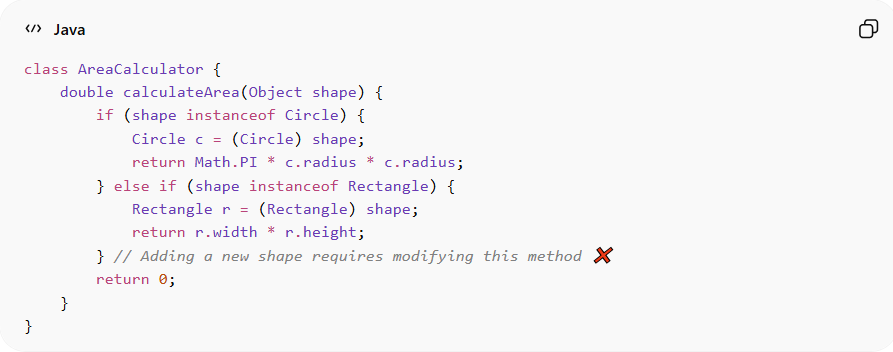 </> Java
class AreaCalculator {
    double calculateArea(Object shape) {
        if (shape instanceof Circle) {
            Circle c = (Circle) shape;
            return Math.PI * c.radius * c.radius;
        } else if (shape instanceof Rectangle) {
            Rectangle r = (Rectangle) shape;
            return r.width * r.height;
        } // Adding a new shape requires modifying this method ❌
        return 0;
    }
}